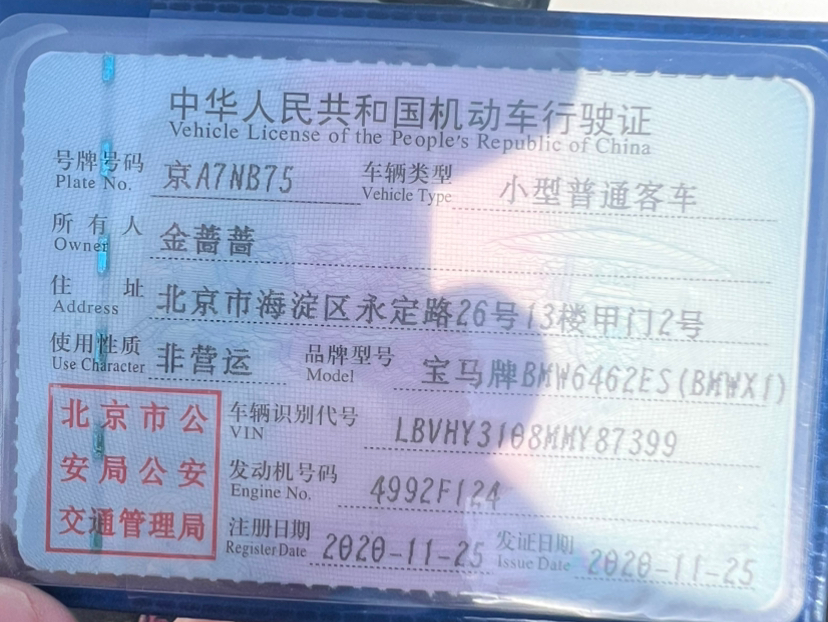 中华人民共和国机动车行驶证
Vehicle License of the People's Republic of China
号牌号码 京A7NB75 车辆类型 小型普通客车
Plate No. Vehicle Type
所有人 金蔷蔷
Owner
住址 北京市海淀区永定路26号13楼甲门2号
Address
使用性质 非营运 品牌型号 宝马牌BMW6462ES(BMWX1)
Use Character Model
北京市公安局公安交通管理局
车辆识别代号 LBVHY3108MMY87399
VIN
发动机号码 4992F124
Engine No.
注册日期 2020-11-25 发证日期 2020-11-25
Register Date Issue Date